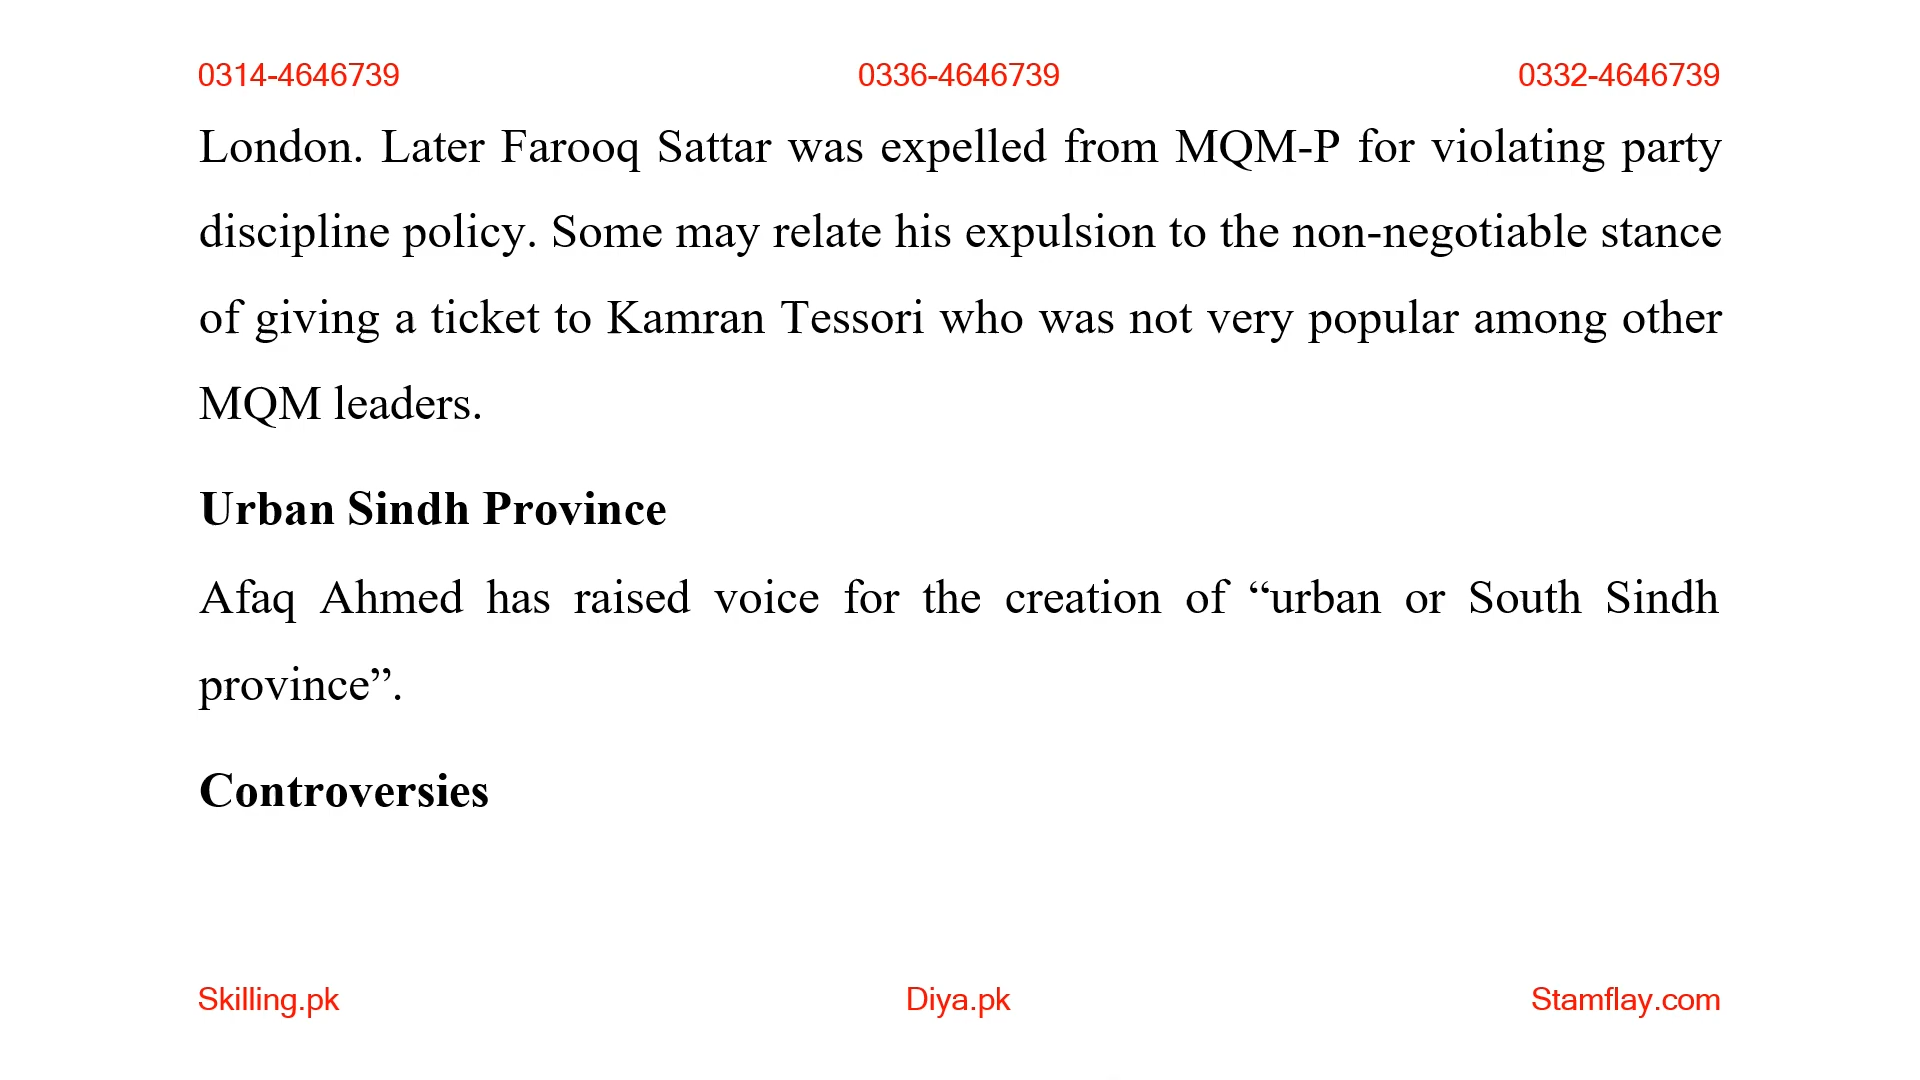 0314-4646739 0336-4646739 0332-4646739
London. Later Farooq Sattar was expelled from MQM-P for violating party
discipline policy. Some may relate his expulsion to the non-negotiable stance
of giving a ticket to Kamran Tessori who was not very popular among other
MQM leaders.
Urban Sindh Province
Afaq Ahmed has raised voice for the creation of “urban or South Sindh
province”.
Controversies
Skilling.pk Diya.pk Stamflay.com